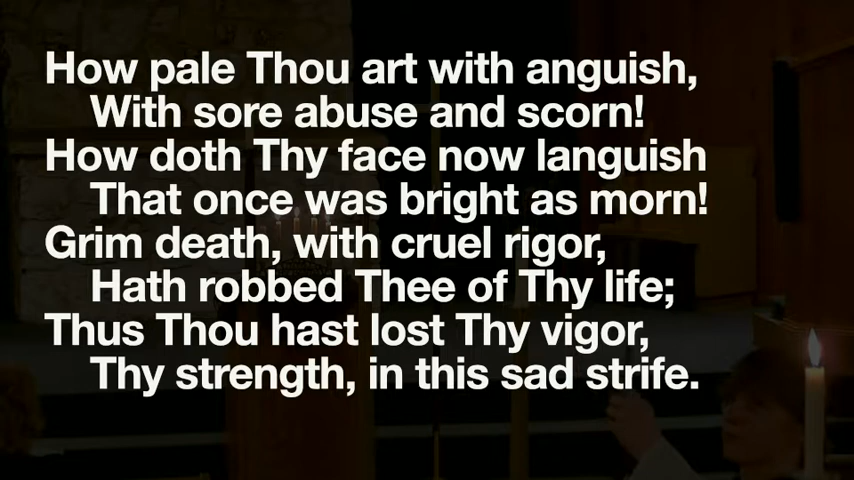 How pale Thou art with anguish,
With sore abuse and scorn!
How doth Thy face now languish
That once was bright as morn!
Grim death, with cruel rigor,
Hath robbed Thee of Thy life;
Thus Thou hast lost Thy vigor,
Thy strength, in this sad strife.